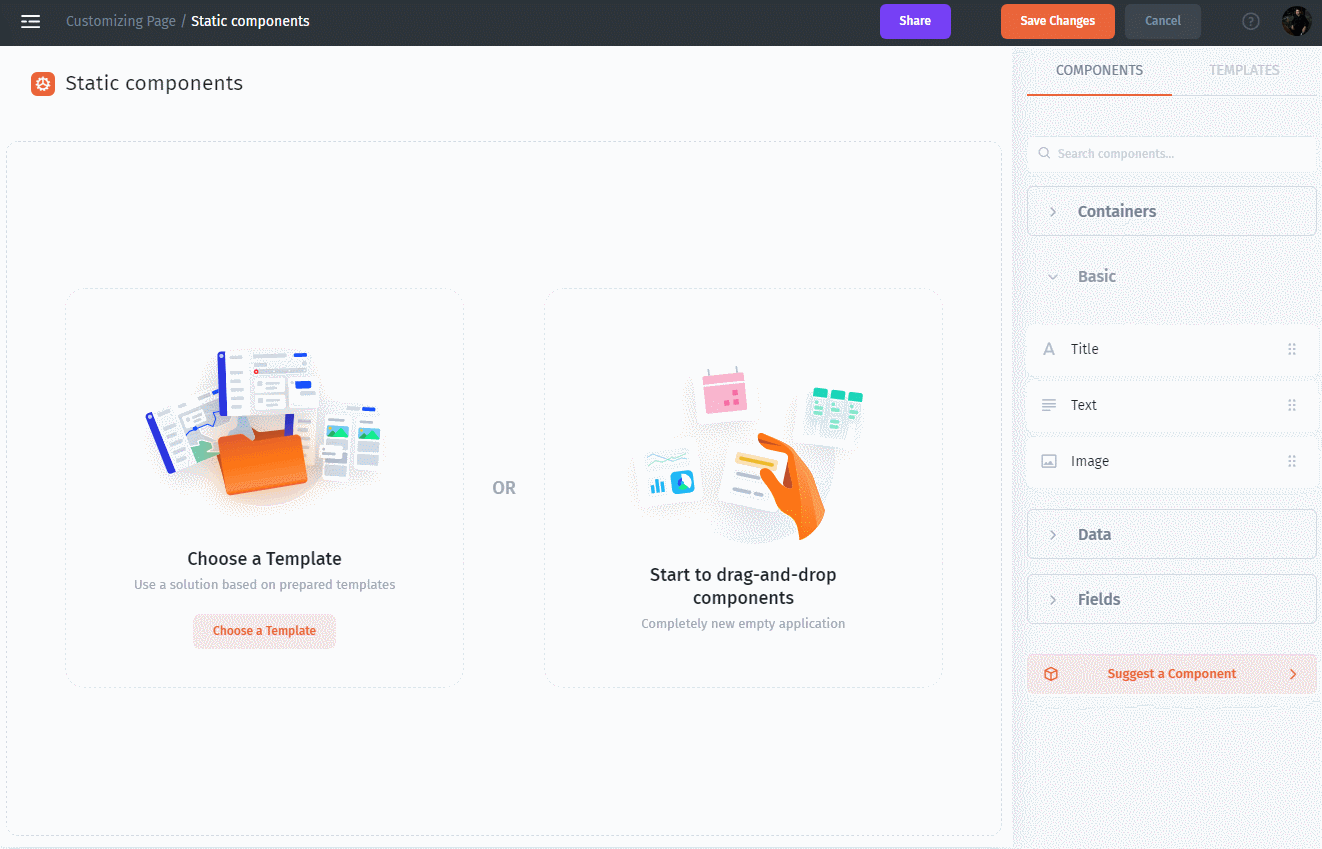 Customizing Page / Static components
Share
Save Changes
Cancel
?
Static components
COMPONENTS
TEMPLATES
Search components...
Containers
Basic
Title
Text
Image
Data
Fields
Suggest a Component
Choose a Template
Use a solution based on prepared templates
Choose a Template
OR
Start to drag-and-drop
components
Completely new empty application